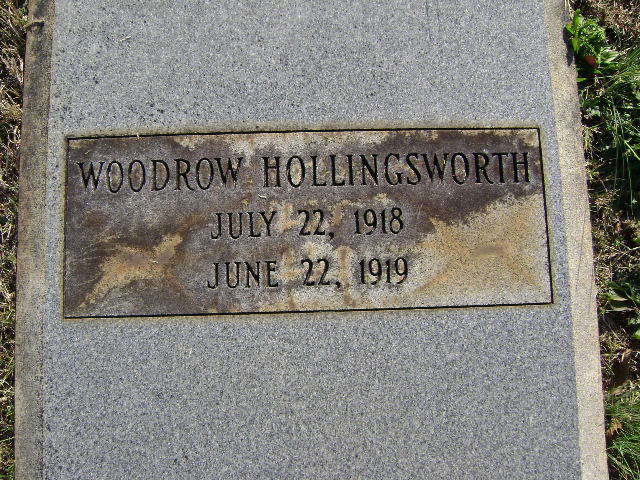 WOODROW HOLLINGSWORTH
JULY 22, 1918
JUNE 22, 1919